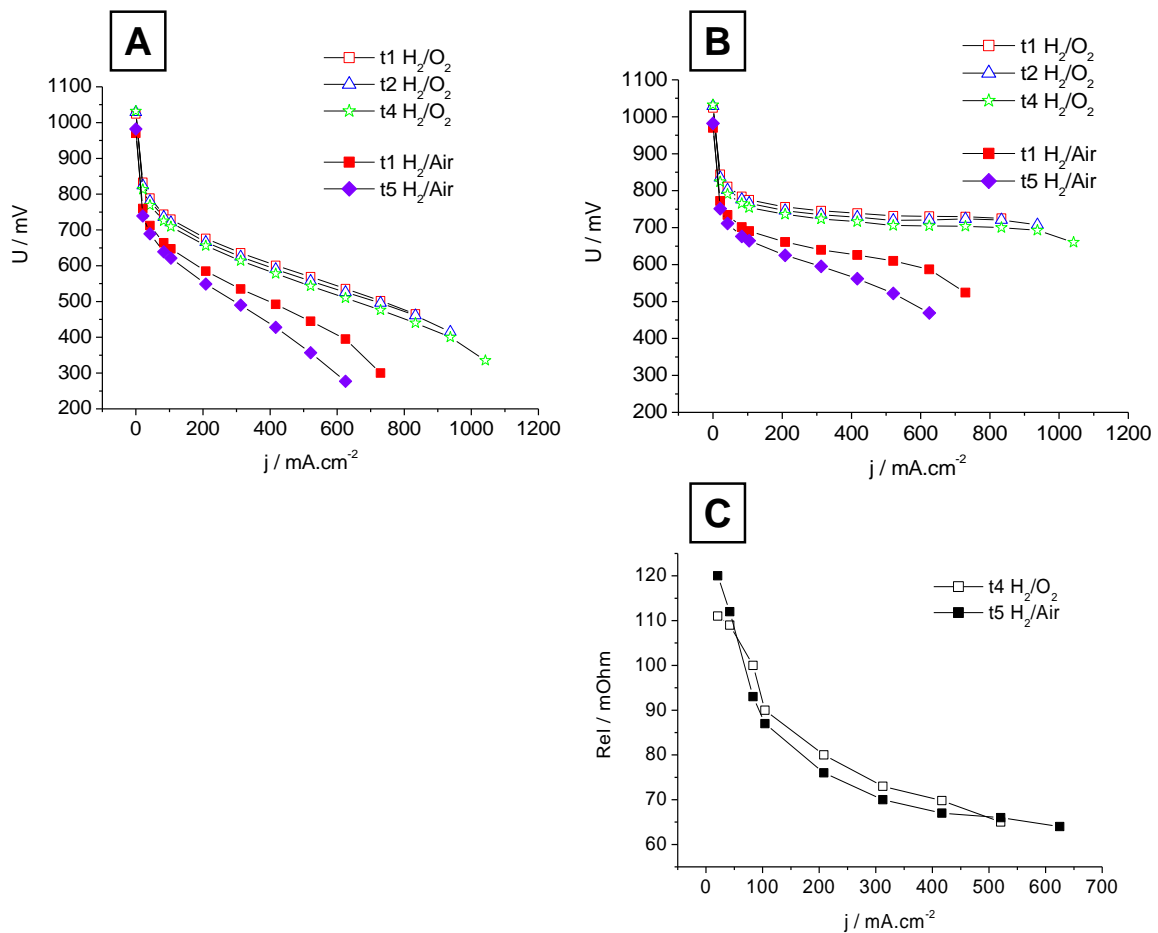 A
t1 H₂/O₂
t2 H₂/O₂
t4 H₂/O₂
t1 H₂/Air
t5 H₂/Air
1100
1000
900
800
700
600
500
400
300
200
U / mV
0 200 400 600 800 1000 1200
j / mA.cm⁻²
B
t1 H₂/O₂
t2 H₂/O₂
t4 H₂/O₂
t1 H₂/Air
t5 H₂/Air
1100
1000
900
800
700
600
500
400
300
200
U / mV
0 200 400 600 800 1000 1200
j / mA.cm⁻²
C
t4 H₂/O₂
t5 H₂/Air
120
110
100
90
80
70
60
Rel / mOhm
0 100 200 300 400 500 600 700
j / mA.cm⁻²